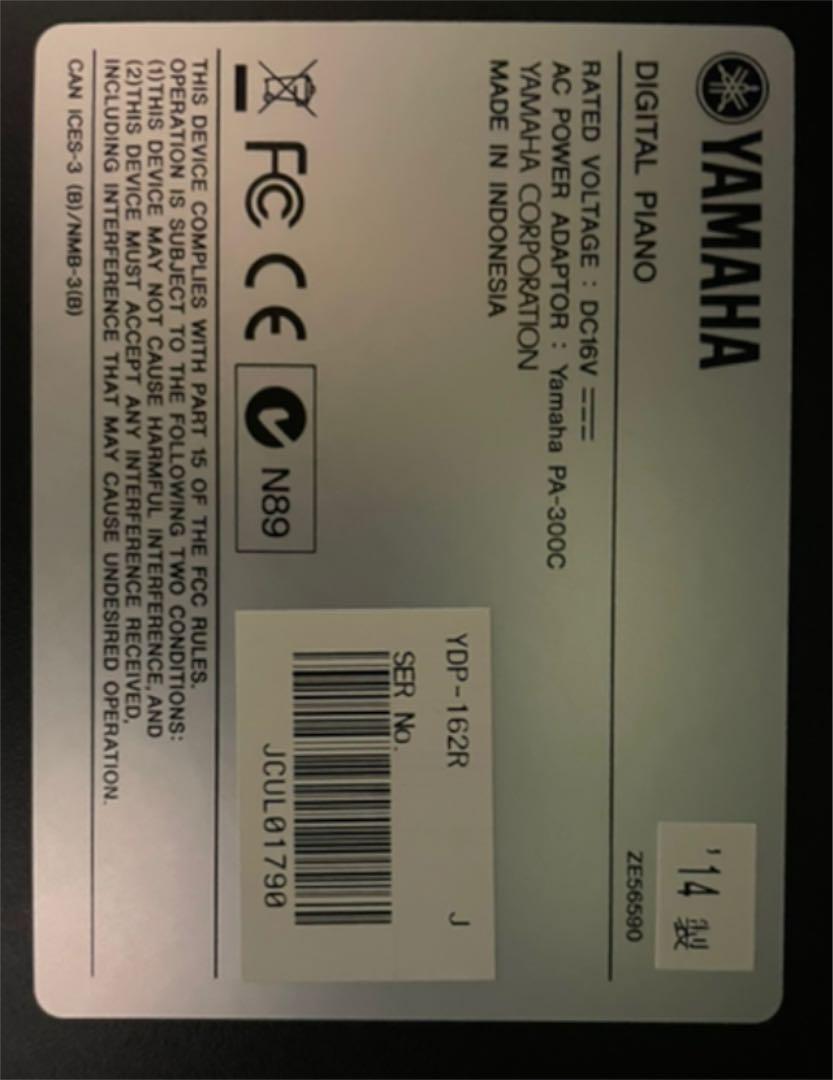 YAMAHA
'14 製
DIGITAL PIANO
ZE56590
RATED VOLTAGE : DC16V
AC POWER ADAPTOR : Yamaha PA-300C
YAMAHA CORPORATION
MADE IN INDONESIA
YDP-162R J
SER No.
JCUL01790
FC CE N89
THIS DEVICE COMPLIES WITH PART 15 OF THE FCC RULES.
OPERATION IS SUBJECT TO THE FOLLOWING TWO CONDITIONS:
(1)THIS DEVICE MAY NOT CAUSE HARMFUL INTERFERENCE, AND
(2)THIS DEVICE MUST ACCEPT ANY INTERFERENCE RECEIVED,
INCLUDING INTERFERENCE THAT MAY CAUSE UNDESIRED OPERATION.
CAN ICES-3 (B)/NMB-3(B)